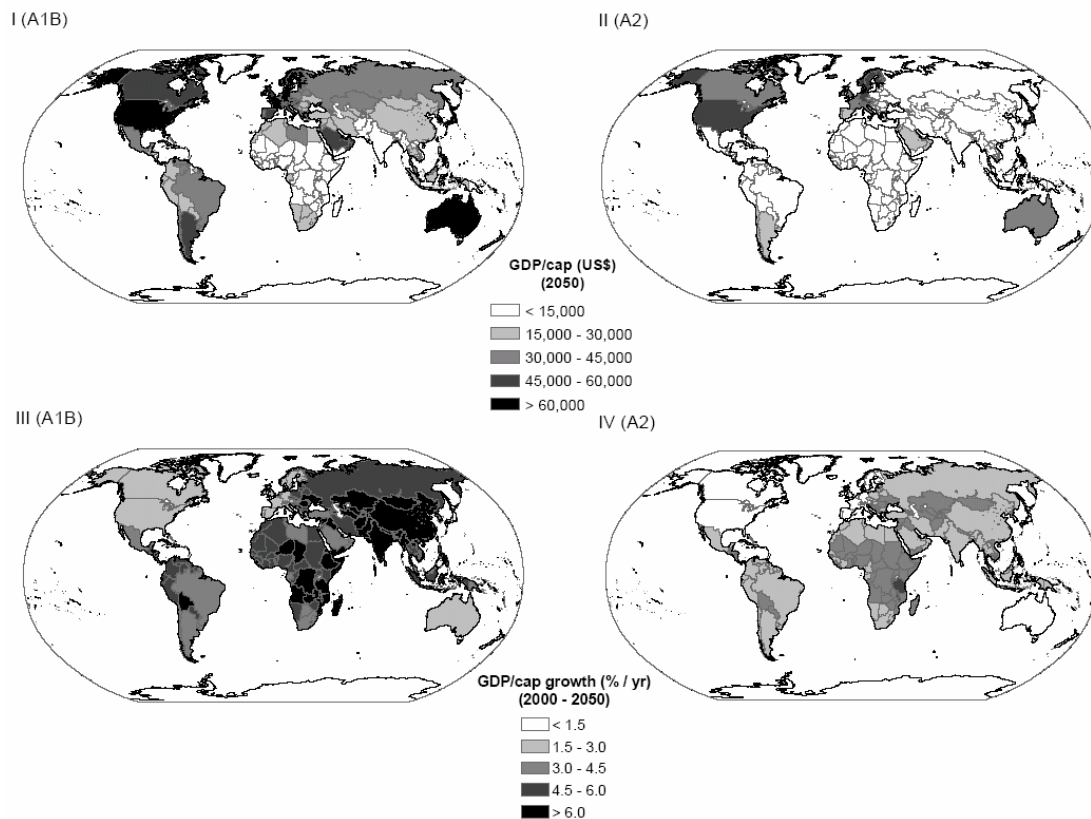 I (A1B)
II (A2)
GDP/cap (US$)
(2050)
< 15,000
15,000 - 30,000
30,000 - 45,000
45,000 - 60,000
> 60,000
III (A1B)
IV (A2)
GDP/cap growth (% / yr)
(2000 - 2050)
< 1.5
1.5 - 3.0
3.0 - 4.5
4.5 - 6.0
> 6.0